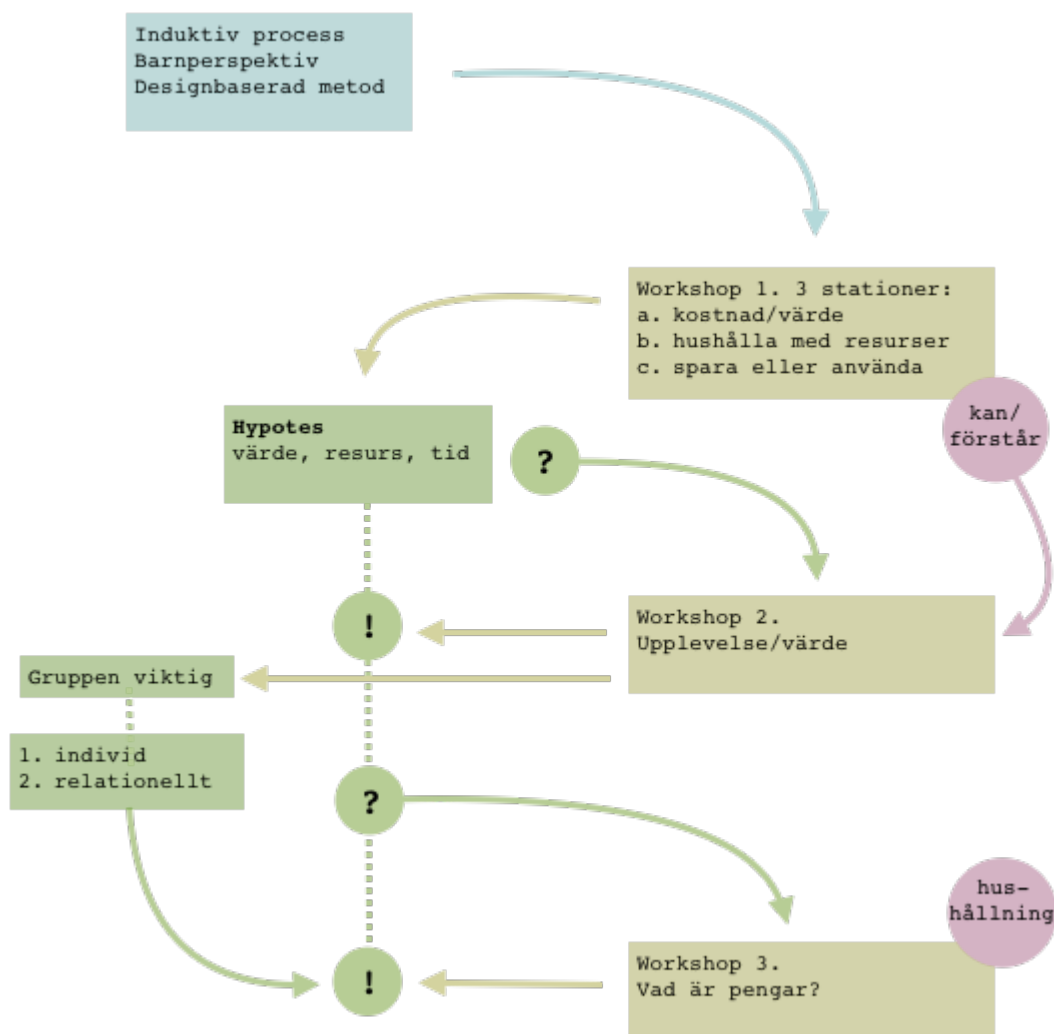 Induktiv process
Barnperspektiv
Designbaserad metod
Workshop 1. 3 stationer:
a. kostnad/värde
b. hushålla med resurser
c. spara eller använda
kan/
förstår
Hypotes
värde, resurs, tid
?
!
Workshop 2.
Upplevelse/värde
Gruppen viktig
1. individ
2. relationellt
?
hus-
hållning
!
Workshop 3.
Vad är pengar?